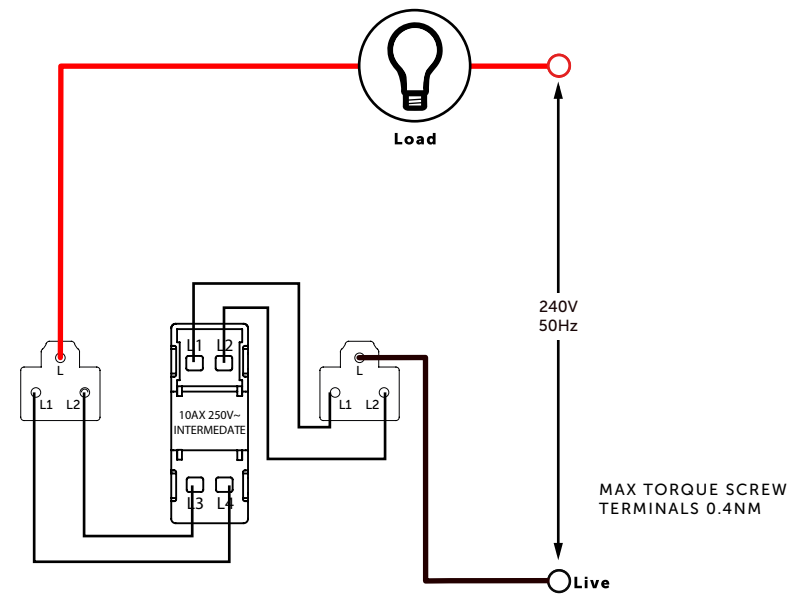 Load
240V
50Hz
L1 L2
L
L1 L2
10AX 250V~
INTERMEDATE
L3 L4
L
L1 L2
MAX TORQUE SCREW
TERMINALS 0.4NM
Live